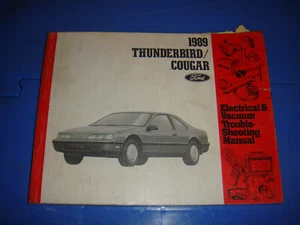 1989
THUNDERBIRD/
COUGAR
Ford
Electrical &
Vacuum
Trouble-
Shooting
Manual